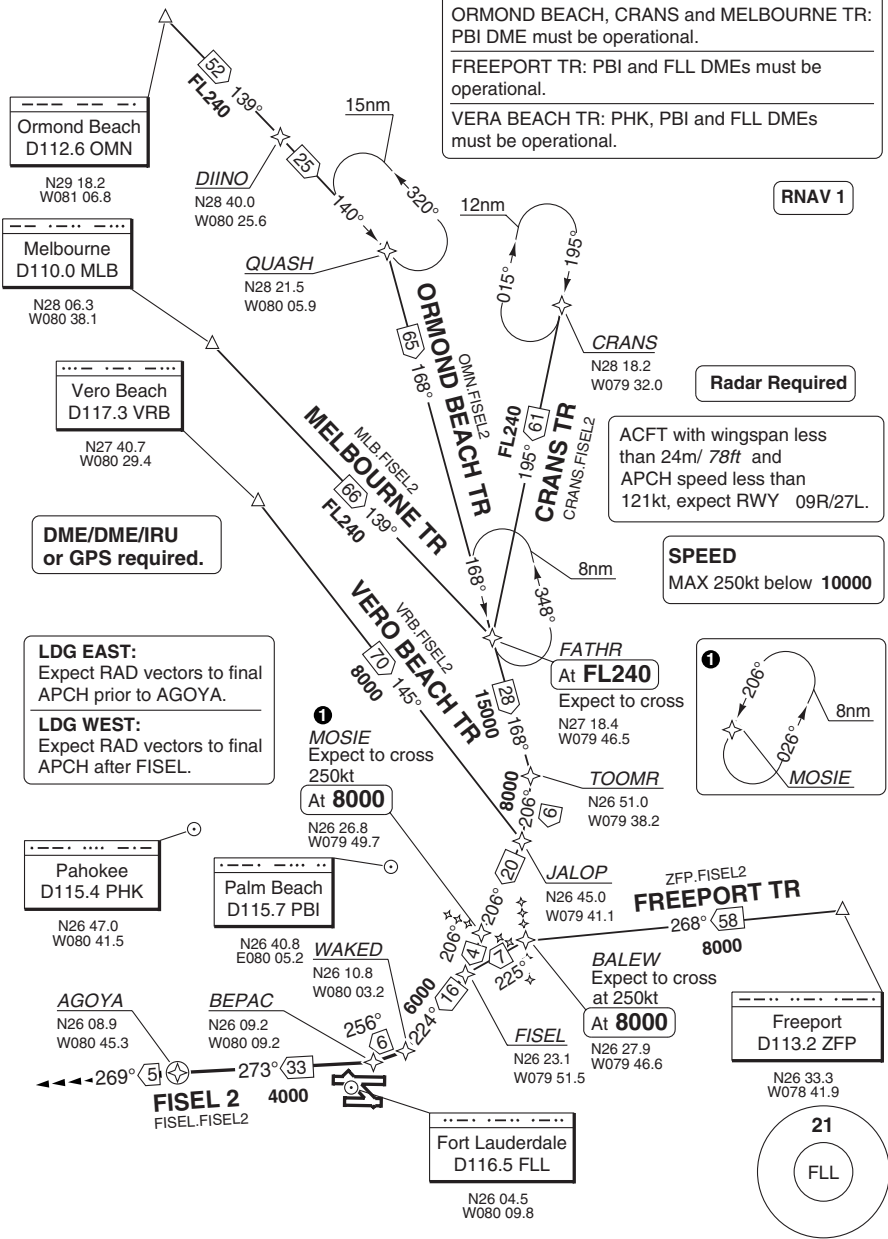 ORMOND BEACH, CRANS and MELBOURNE TR:
PBI DME must be operational.
FREEPORT TR: PBI and FLL DMEs must be
operational.
VERA BEACH TR: PHK, PBI and FLL DMEs
must be operational.
RNAV 1
Radar Required
ACFT with wingspan less
than 24m/ 78ft and
APCH speed less than
121kt, expect RWY 09R/27L.
SPEED
MAX 250kt below 10000
1
206°
026°
8nm
MOSIE
Ormond Beach
D112.6 OMN
N29 18.2
W081 06.8
52
FL240
139°
DIINO
N28 40.0
W080 25.6
25
15nm
140°
320°
QUASH
N28 21.5
W080 05.9
12nm
015°
195°
CRANS
N28 18.2
W079 32.0
Melbourne
D110.0 MLB
N28 06.3
W080 38.1
Vero Beach
D117.3 VRB
N27 40.7
W080 29.4
65
168°
ORMOND BEACH TR
OMN.FISEL2
168°
FL240
61
195°
CRANS TR
CRANS.FISEL2
MELBOURNE TR
MLB.FISEL2
66
139°
FL240
DME/DME/IRU
or GPS required.
8nm
348°
FATHR
At FL240
Expect to cross
N27 18.4
W079 46.5
VERO BEACH TR
VRB.FISEL2
70
145°
8000
LDG EAST:
Expect RAD vectors to final
APCH prior to AGOYA.
LDG WEST:
Expect RAD vectors to final
APCH after FISEL.
28
15000
168°
1
MOSIE
Expect to cross
250kt
At 8000
N26 26.8
W079 49.7
TOOMR
N26 51.0
W079 38.2
8000
206°
6
JALOP
N26 45.0
W079 41.1
20
206°
Pahokee
D115.4 PHK
N26 47.0
W080 41.5
Palm Beach
D115.7 PBI
N26 40.8
E080 05.2
ZFP.FISEL2
FREEPORT TR
268°
58
8000
206°
4
7
225°
BALEW
Expect to cross
at 250kt
At 8000
N26 27.9
W079 46.6
Freeport
D113.2 ZFP
N26 33.3
W078 41.9
FISEL
N26 23.1
W079 51.5
WAKED
N26 10.8
W080 03.2
6000
16
224°
AGOYA
N26 08.9
W080 45.3
BEPAC
N26 09.2
W080 09.2
256°
6
269°
5
273°
33
FISEL 2
4000
FISEL.FISEL2
Fort Lauderdale
D116.5 FLL
N26 04.5
W080 09.8
21
FLL